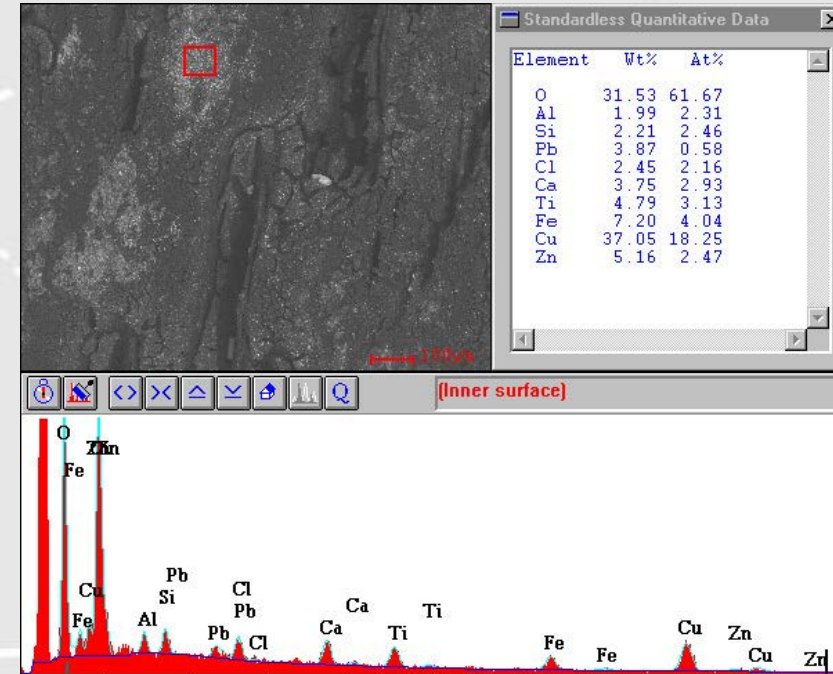 Standardless Quantitative Data
Element Wt% At%
O 31.53 61.67
Al 1.99 2.31
Si 2.21 2.46
Pb 3.87 0.58
Cl 2.45 2.16
Ca 3.75 2.93
Ti 4.79 3.13
Fe 7.20 4.04
Cu 37.05 18.25
Zn 5.16 2.47
Q
(Inner surface)
O
Fe
Zn
Cu
Fe
Al
Pb
Si
Pb
Cl
Pb
Cl
Ca
Ca
Ti
Ti
Fe
Fe
Cu
Zn
Cu
Zn